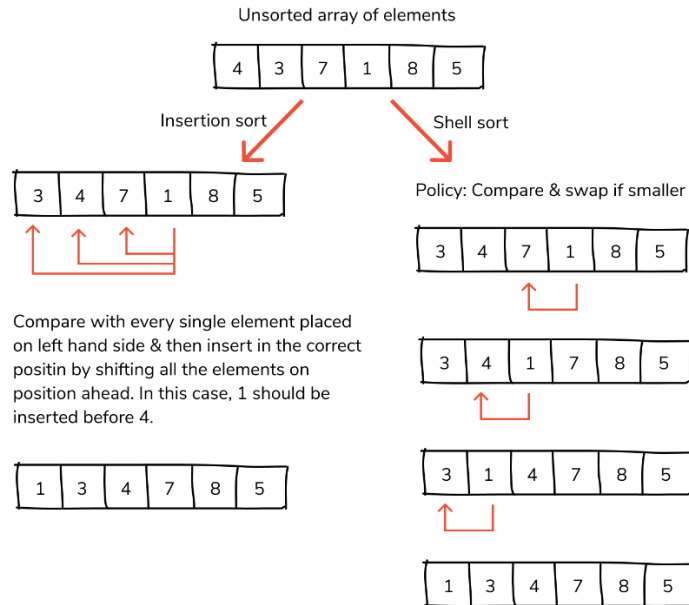 Unsorted array of elements
4 3 7 1 8 5
Insertion sort
Shell sort
3 4 7 1 8 5
Compare with every single element placed
on left hand side & then insert in the correct
positin by shifting all the elements on
position ahead. In this case, 1 should be
inserted before 4.
1 3 4 7 8 5
Policy: Compare & swap if smaller
3 4 7 1 8 5
3 4 1 7 8 5
3 1 4 7 8 5
1 3 4 7 8 5